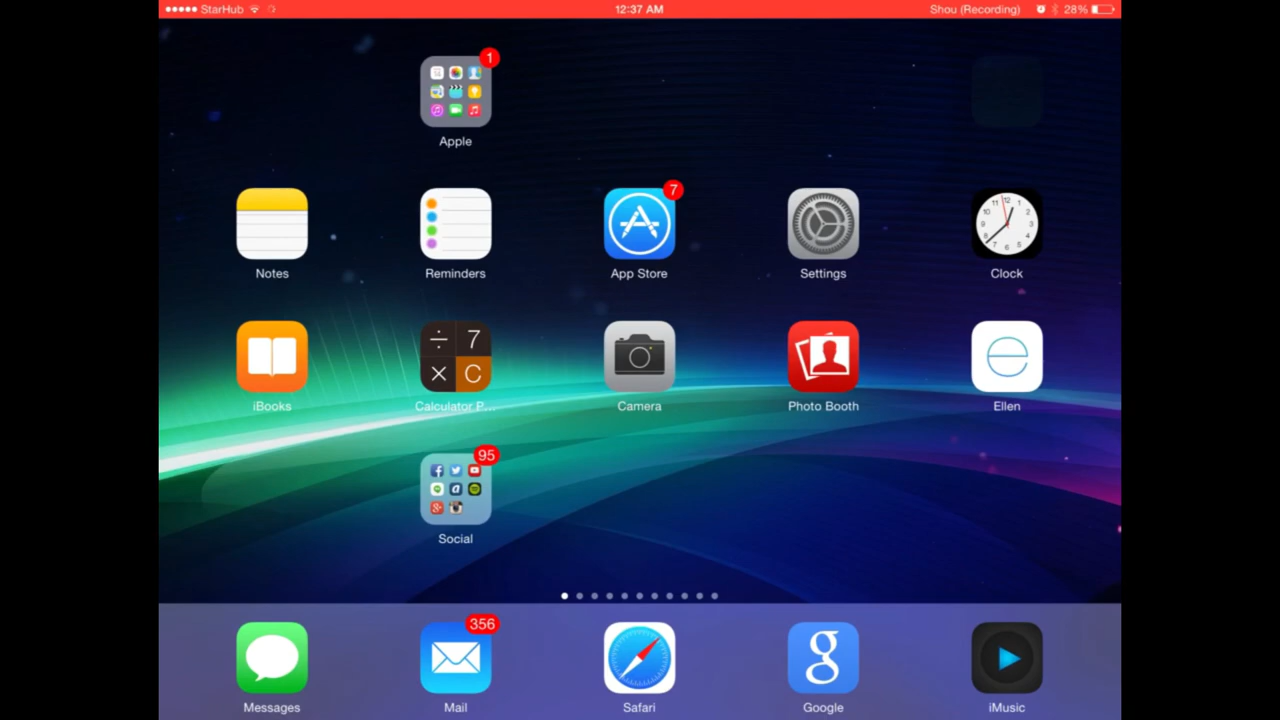 StarHub 12:37 AM Shou (Recording) 28%
1
Apple
7
Notes Reminders App Store Settings Clock
÷ 7
× C
e
iBooks Calculator P... Camera Photo Booth Ellen
95
Social
356
g
Messages Mail Safari Google iMusic